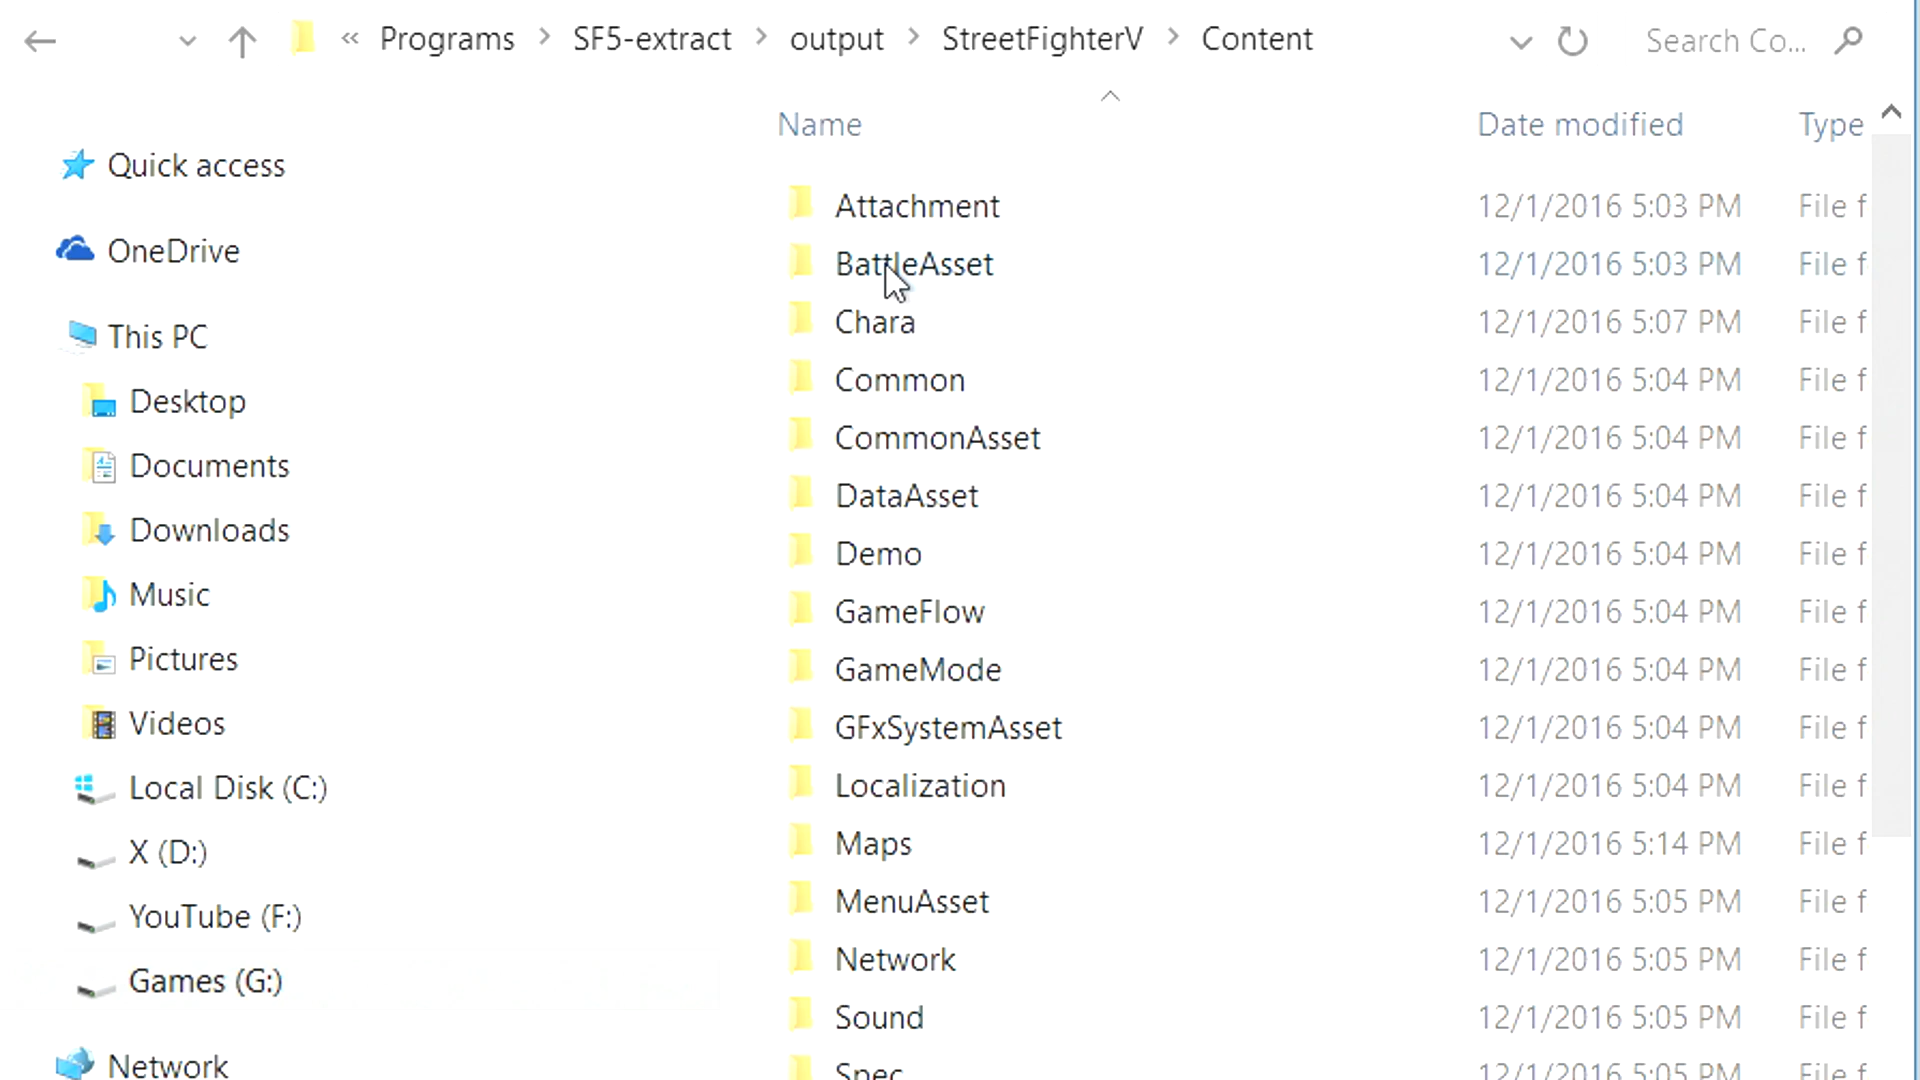 « Programs > SF5-extract > output > StreetFighterV > Content Search Co...
Name Date modified Type
Quick access
OneDrive
This PC
Desktop
Documents
Downloads
Music
Pictures
Videos
Local Disk (C:)
X (D:)
YouTube (F:)
Games (G:)
Network
Attachment 12/1/2016 5:03 PM File f
BattleAsset 12/1/2016 5:03 PM File f
Chara 12/1/2016 5:07 PM File f
Common 12/1/2016 5:04 PM File f
CommonAsset 12/1/2016 5:04 PM File f
DataAsset 12/1/2016 5:04 PM File f
Demo 12/1/2016 5:04 PM File f
GameFlow 12/1/2016 5:04 PM File f
GameMode 12/1/2016 5:04 PM File f
GFxSystemAsset 12/1/2016 5:04 PM File f
Localization 12/1/2016 5:04 PM File f
Maps 12/1/2016 5:14 PM File f
MenuAsset 12/1/2016 5:05 PM File f
Network 12/1/2016 5:05 PM File f
Sound 12/1/2016 5:05 PM File f
Spec 12/1/2016 5:05 PM File f